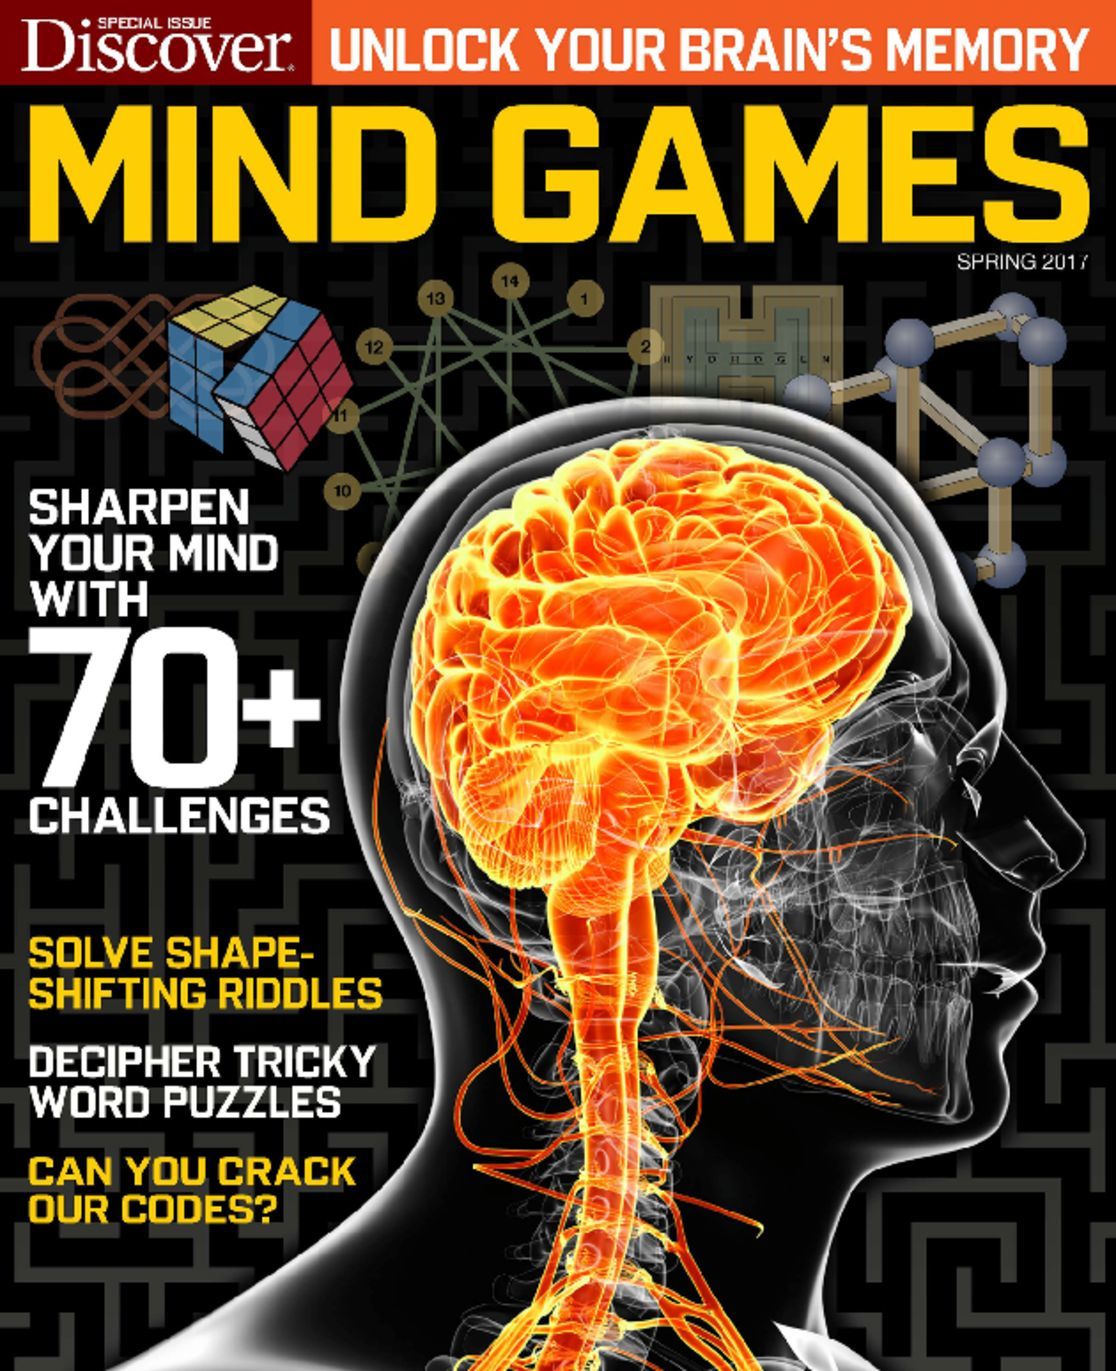 SPECIAL ISSUE
Discover®
UNLOCK YOUR BRAIN'S MEMORY
MIND GAMES
SPRING 2017
14
13
1
12
2
HYDROGEN
11
10
SHARPEN
YOUR MIND
WITH
70+
CHALLENGES
SOLVE SHAPE-
SHIFTING RIDDLES
DECIPHER TRICKY
WORD PUZZLES
CAN YOU CRACK
OUR CODES?